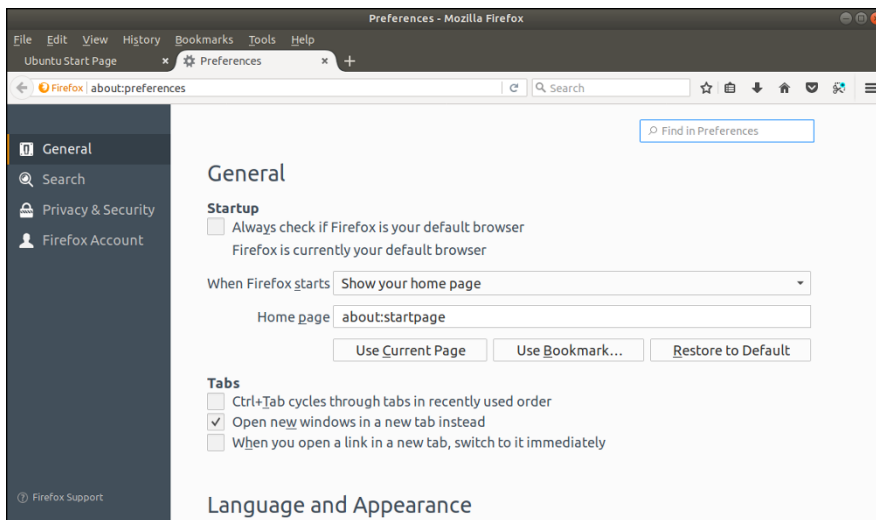 Preferences - Mozilla Firefox
File Edit View History Bookmarks Tools Help
Ubuntu Start Page × Preferences × +
Firefox about:preferences Search
Find in Preferences
General
Search
Privacy & Security
Firefox Account
Firefox Support
General
Startup
Always check if Firefox is your default browser
Firefox is currently your default browser
When Firefox starts Show your home page
Home page about:startpage
Use Current Page Use Bookmark... Restore to Default
Tabs
Ctrl+Tab cycles through tabs in recently used order
Open new windows in a new tab instead
When you open a link in a new tab, switch to it immediately
Language and Appearance